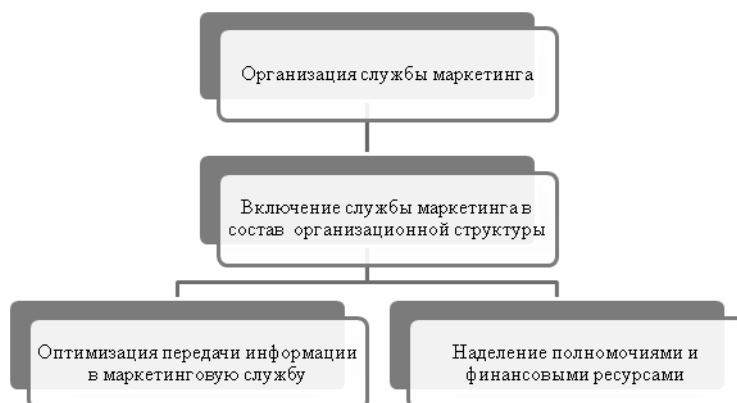 Организация службы маркетинга
Включение службы маркетинга в
состав организационной структуры
Оптимизация передачи информации
в маркетинговую службу
Наделение полномочиями и
финансовыми ресурсами